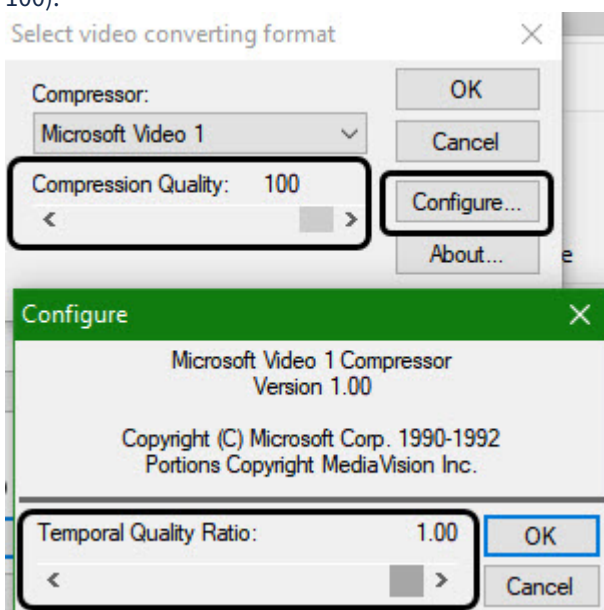 100).
Select video converting format
Compressor:
OK
Microsoft Video 1
Cancel
Compression Quality: 100
Configure...
About...
e
Configure
Microsoft Video 1 Compressor
Version 1.00
Copyright (C) Microsoft Corp. 1990-1992
Portions Copyright MediaVision Inc.
Temporal Quality Ratio: 1.00
OK
Cancel